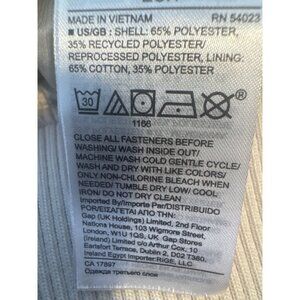 MADE IN VIETNAM RN 54023
■ US/GB : SHELL: 65% POLYESTER,
35% RECYCLED POLYESTER/
REPROCESSED POLYESTER, LINING:
65% COTTON, 35% POLYESTER
30
1166
CLOSE ALL FASTENERS BEFORE
WASHING/ WASH INSIDE OUT/
MACHINE WASH COLD GENTLE CYCLE/
WASH AND DRY WITH LIKE COLORS/
ONLY NON-CHLORINE BLEACH WHEN
NEEDED/ TUMBLE DRY LOW/ COOL
IRON/ DO NOT DRY CLEAN
Imported By/Importe Par/DISTRIBUIDO
POR/ΕΙΣΑΓΕΤΑΙ ΑΠΟ THN :
Gap (UK Holdings) Limited, 2nd Floor
Nations House, 103 Wigmore Street,
London, W1U 1QS, UK Gap Stores
(Ireland) Limited c/o Arthur Cox, 10
Earlsfort Terrace, Dublin 2, D02 T380,
Ireland Egypt Importer:RIGE, LLC
CA 17897
Одежда третьего слоя